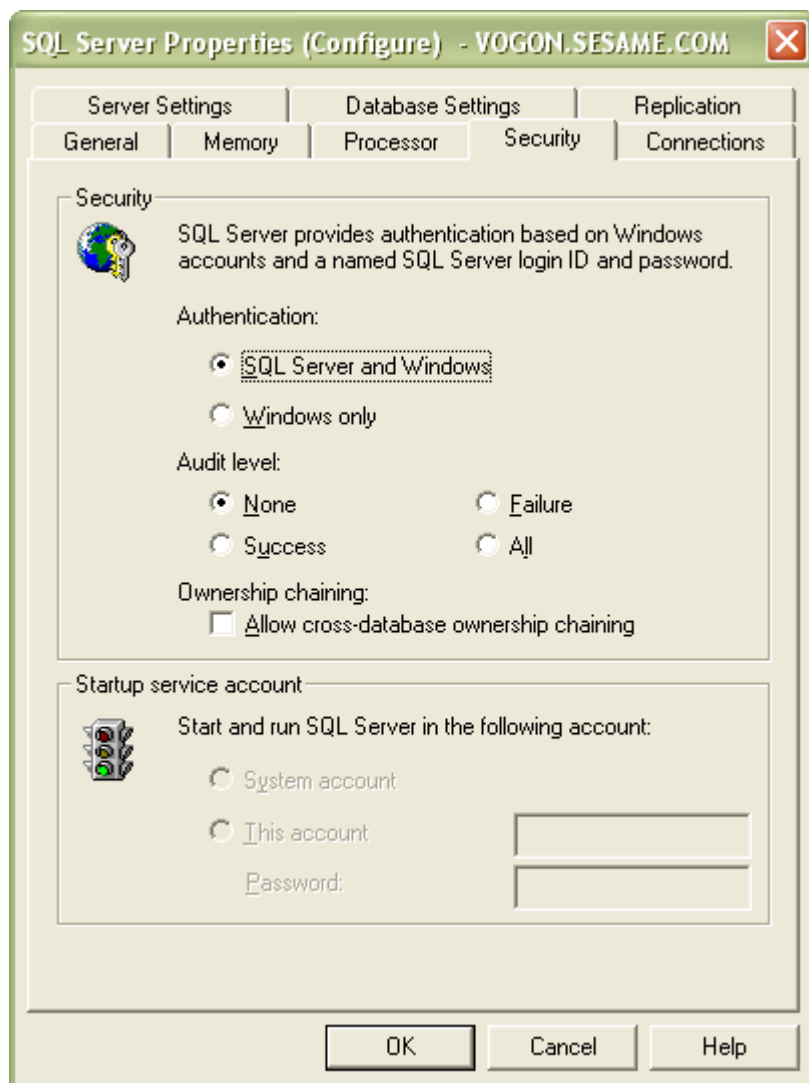 SQL Server Properties (Configure) - VOGON.SESAME.COM
Server Settings
Database Settings
Replication
General
Memory
Processor
Security
Connections
Security
SQL Server provides authentication based on Windows
accounts and a named SQL Server login ID and password.
Authentication:
SQL Server and Windows
Windows only
Audit level:
None
Failure
Success
All
Ownership chaining:
Allow cross-database ownership chaining
Startup service account
Start and run SQL Server in the following account:
System account
This account
Password:
OK
Cancel
Help